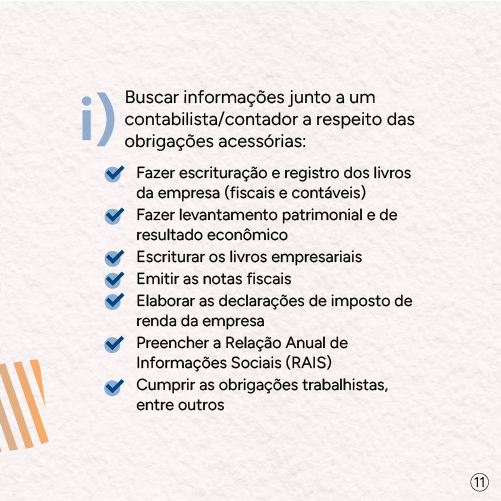 i)
Buscar informações junto a um
contabilista/contador a respeito das
obrigações acessórias:
Fazer escrituração e registro dos livros
da empresa (fiscais e contáveis)
Fazer levantamento patrimonial e de
resultado econômico
Escriturar os livros empresariais
Emitir as notas fiscais
Elaborar as declarações de imposto de
renda da empresa
Preencher a Relação Anual de
Informações Sociais (RAIS)
Cumprir as obrigações trabalhistas,
entre outros
11